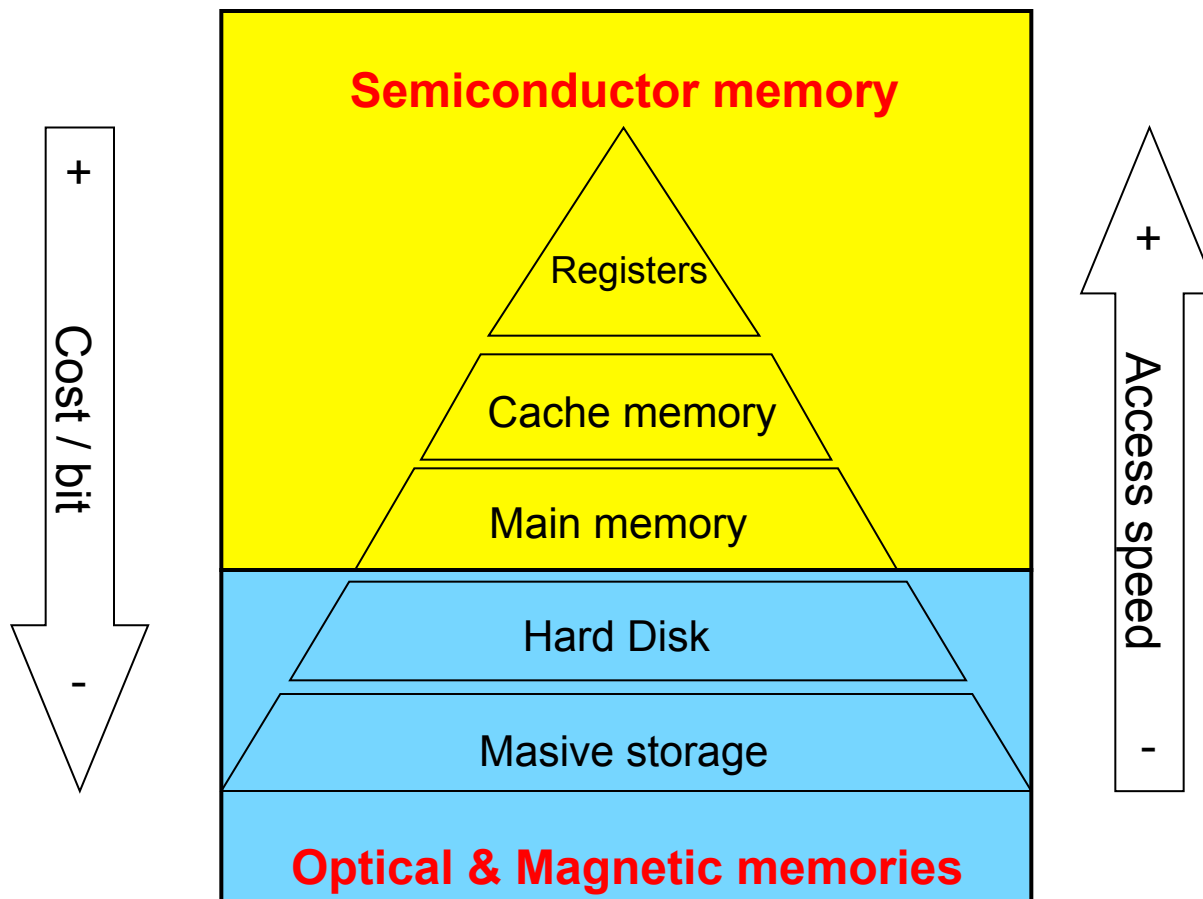 Semiconductor memory
+
Cost / bit
-
Registers
Cache memory
Main memory
Hard Disk
Masive storage
Optical & Magnetic memories
+
Access speed
-